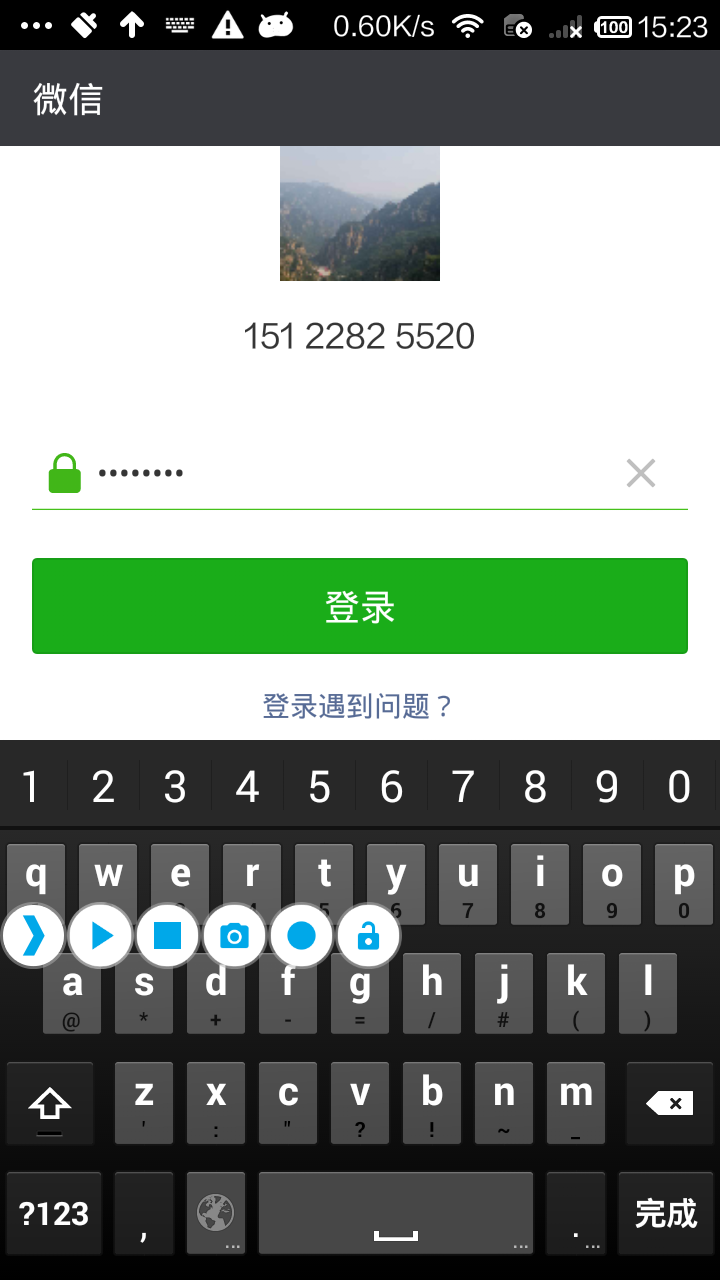 0.60K/s 100 15:23
微信
151 2282 5520
••••••••
登录
登录遇到问题？
1 2 3 4 5 6 7 8 9 0
q w e r t y u i o p
6 7 8 9 0
a s d f g h j k l
@ * + - = / # ( )
z x c v b n m
' : " ? ! ~ _
?123 , . 完成